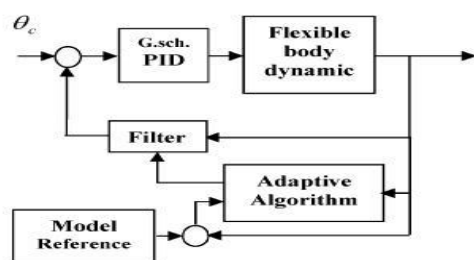 θc
G.sch.
PID
Flexible
body
dynamic
Filter
Adaptive
Algorithm
Model
Reference